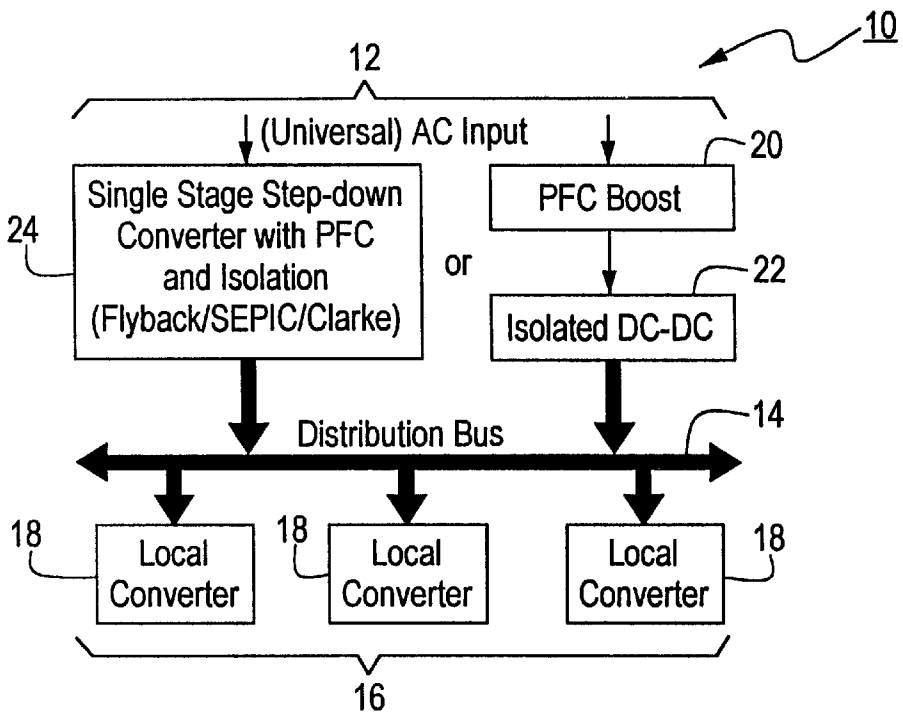 10
12
(Universal) AC Input
20
Single Stage Step-down
Converter with PFC
and Isolation
(Flyback/SEPIC/Clarke)
24
or
PFC Boost
22
Isolated DC-DC
14
Distribution Bus
18
Local
Converter
18
Local
Converter
18
Local
Converter
16